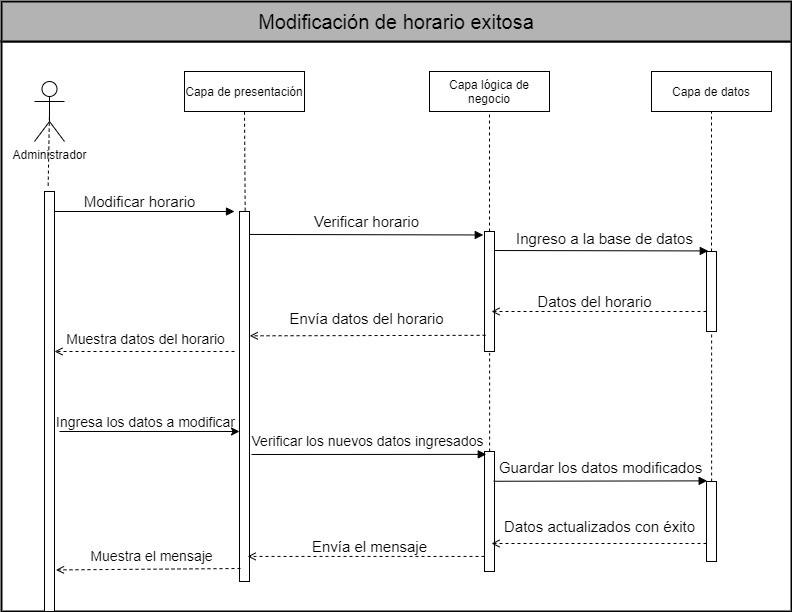 Modificación de horario exitosa
Capa de presentación
Capa lógica de
negocio
Capa de datos
Administrador
Modificar horario
Verificar horario
Ingreso a la base de datos
Datos del horario
Envía datos del horario
Muestra datos del horario
Ingresa los datos a modificar
Verificar los nuevos datos ingresados
Guardar los datos modificados
Datos actualizados con éxito
Envía el mensaje
Muestra el mensaje